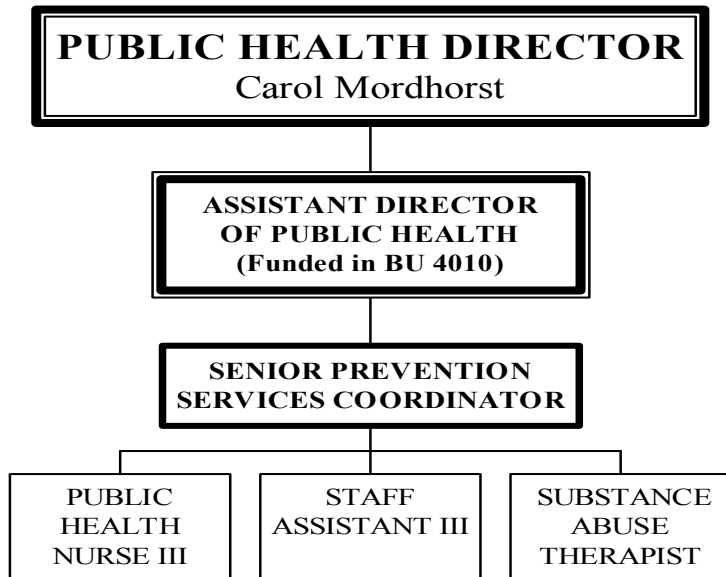 PUBLIC HEALTH DIRECTOR
Carol Mordhorst
ASSISTANT DIRECTOR
OF PUBLIC HEALTH
(Funded in BU 4010)
SENIOR PREVENTION
SERVICES COORDINATOR
PUBLIC
HEALTH
NURSE III
STAFF
ASSISTANT III
SUBSTANCE
ABUSE
THERAPIST